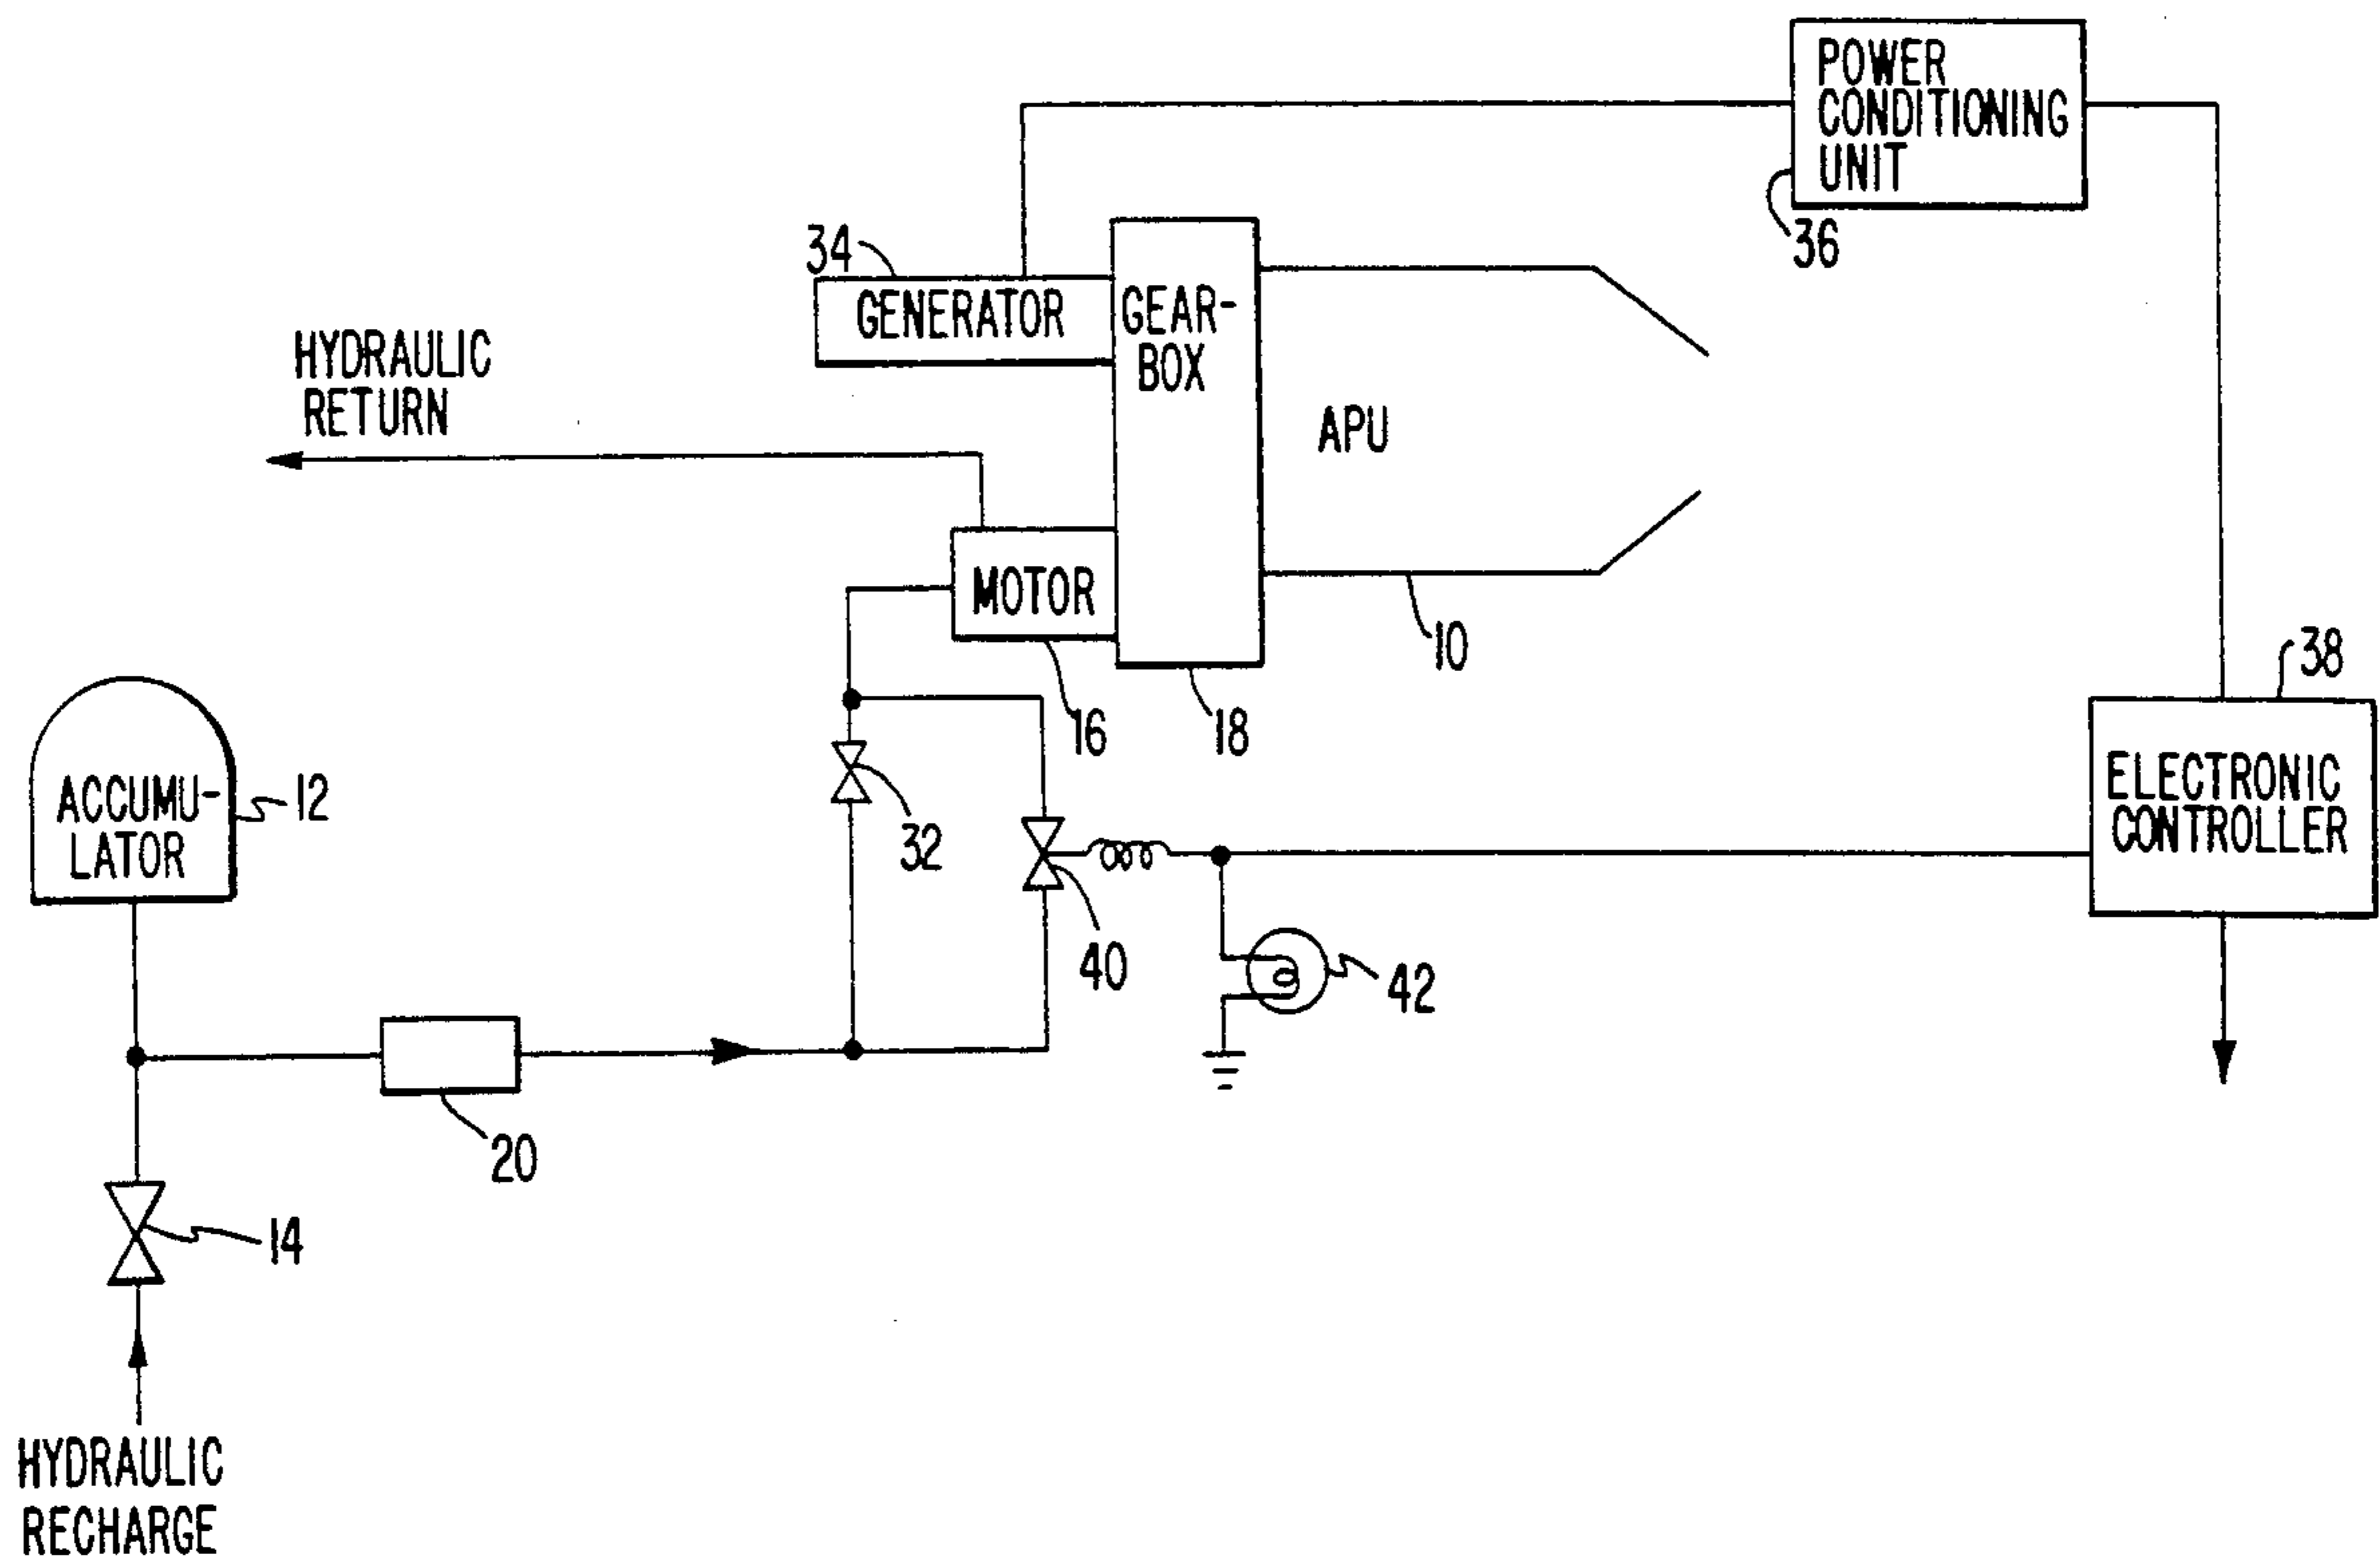 POWER
CONDITIONING
UNIT
36
34
GENERATOR
GEAR-
BOX
HYDRAULIC
RETURN
APU
MOTOR
10
16
18
38
ACCUMU-
LATOR
12
32
ELECTRONIC
CONTROLLER
40
42
20
14
HYDRAULIC
RECHARGE